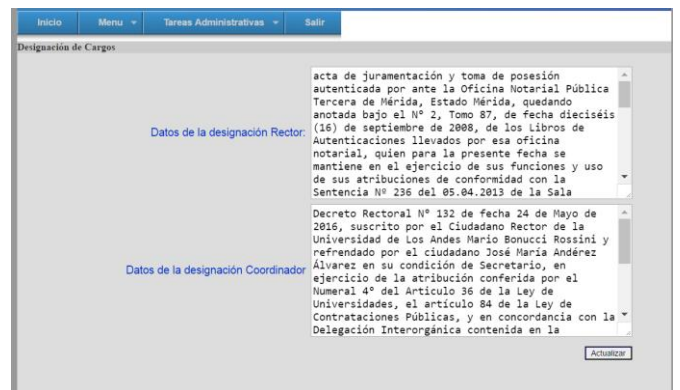 Inicio Menu Tareas Administrativas Salir
Designación de Cargos
Datos de la designación Rector:
acta de juramentación y toma de posesión
autenticada por ante la Oficina Notarial Pública
Tercera de Mérida, Estado Mérida, quedando
anotada bajo el Nº 2, Tomo 87, de fecha dieciséis
(16) de septiembre de 2008, de los Libros de
Autenticaciones llevados por esa oficina
notarial, quien para la presente fecha se
mantiene en el ejercicio de sus funciones y uso
de sus atribuciones de conformidad con la
Sentencia Nº 236 del 05.04.2013 de la Sala
Datos de la designación Coordinador
Decreto Rectoral N° 132 de fecha 24 de Mayo de
2016, suscrito por el Ciudadano Rector de la
Universidad de Los Andes Mario Bonucci Rossini y
refrendado por el ciudadano José María Andérez
Álvarez en su condición de Secretario, en
ejercicio de la atribución conferida por el
Numeral 4° del Articulo 36 de la Ley de
Universidades, el artículo 84 de la Ley de
Contrataciones Públicas, y en concordancia con la
Delegación Interorgánica contenida en la
Actualizar